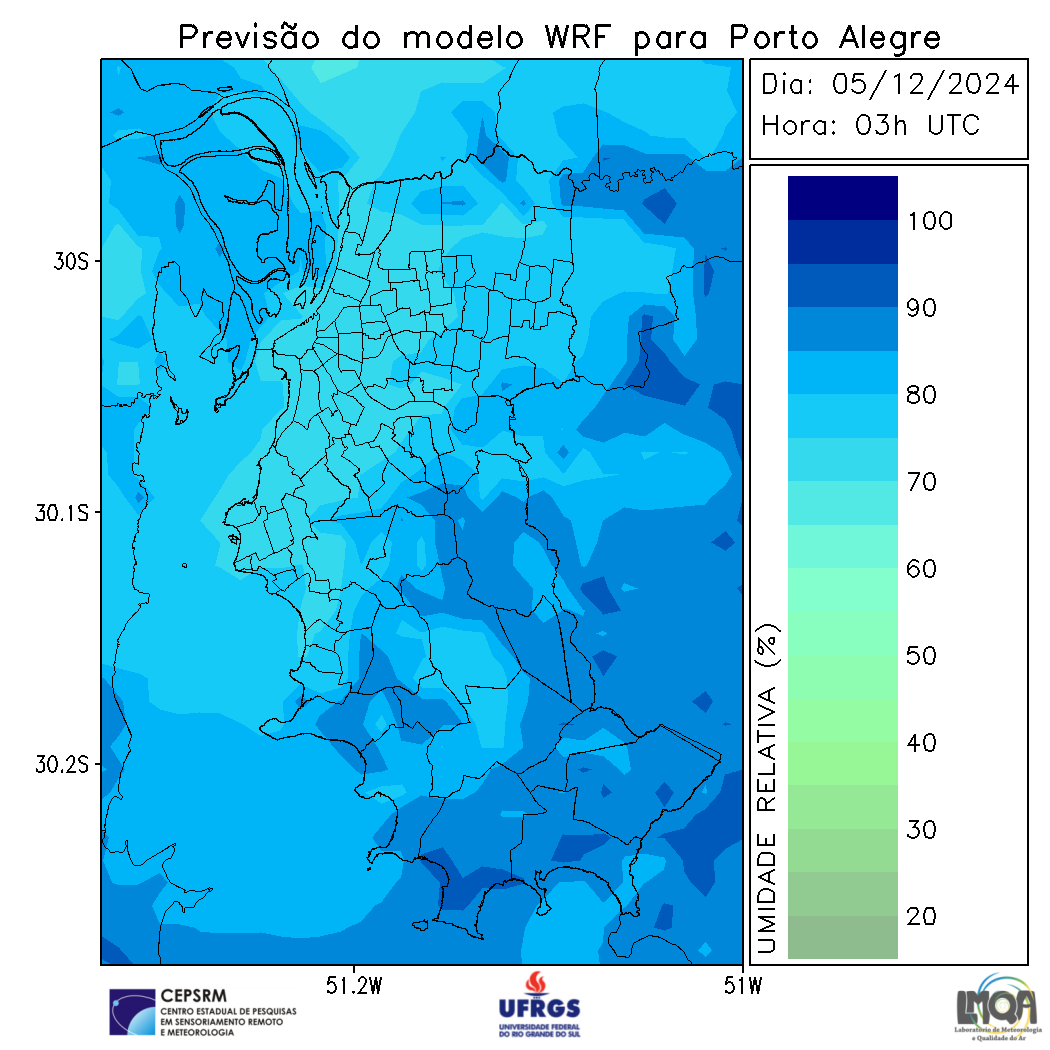 Previsão do modelo WRF para Porto Alegre
Dia: 05/12/2024
Hora: 03h UTC
30S
30.1S
30.2S
51.2W
51W
100
90
80
70
60
50
40
30
20
UMIDADE RELATIVA (%)
CEPSRM
CENTRO ESTADUAL DE PESQUISAS
EM SENSORIAMENTO REMOTO
E METEOROLOGIA
UFRGS
UNIVERSIDADE FEDERAL
DO RIO GRANDE DO SUL
LMQA
Laboratório de Meteorologia
e Qualidade do Ar